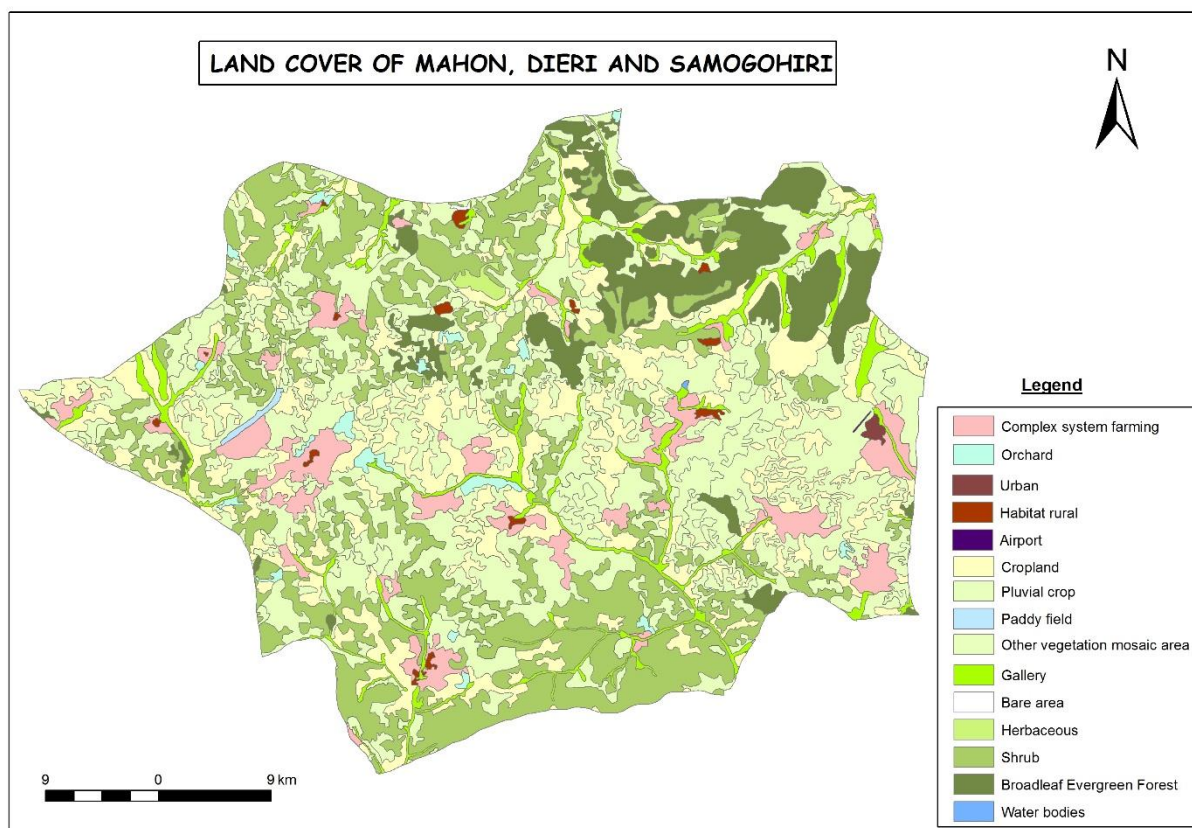 LAND COVER OF MAHON, DIERI AND SAMOGOHIRI
N
Legend
Complex system farming
Orchard
Urban
Habitat rural
Airport
Cropland
Pluvial crop
Paddy field
Other vegetation mosaic area
Gallery
Bare area
Herbaceous
Shrub
Broadleaf Evergreen Forest
Water bodies
9 0 9 km